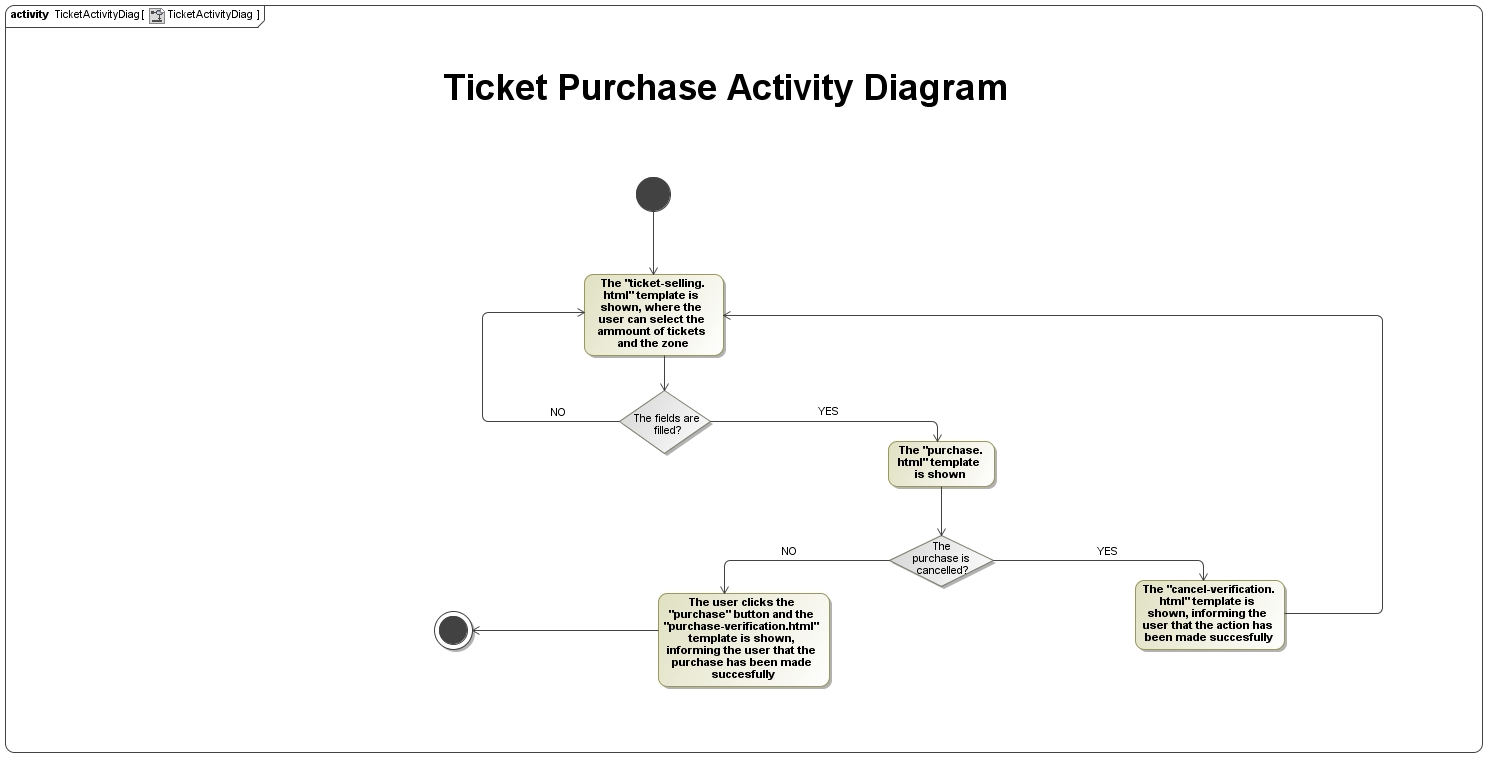 activity TicketActivityDiag[ TicketActivityDiag ]
Ticket Purchase Activity Diagram
The "ticket-selling.
html" template is
shown, where the
user can select the
ammount of tickets
and the zone
NO
The fields are
filled?
YES
The "purchase.
html" template
is shown
NO
The
purchase is
cancelled?
YES
The user clicks the
"purchase" button and the
"purchase-verification.html"
template is shown,
informing the user that the
purchase has been made
succesfully
The "cancel-verification.
html" template is
shown, informing the
user that the action has
been made succesfully